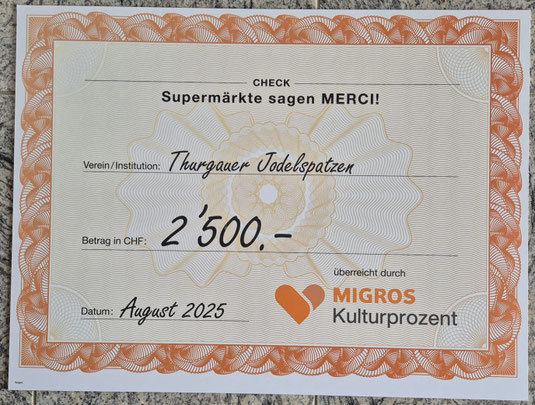 CHECK
Supermärkte sagen MERCI!
Verein/Institution: Thurgauer Jodelspatzen
Betrag in CHF: 2'500.–
überreicht durch
MIGROS
Kulturprozent
Datum: August 2025